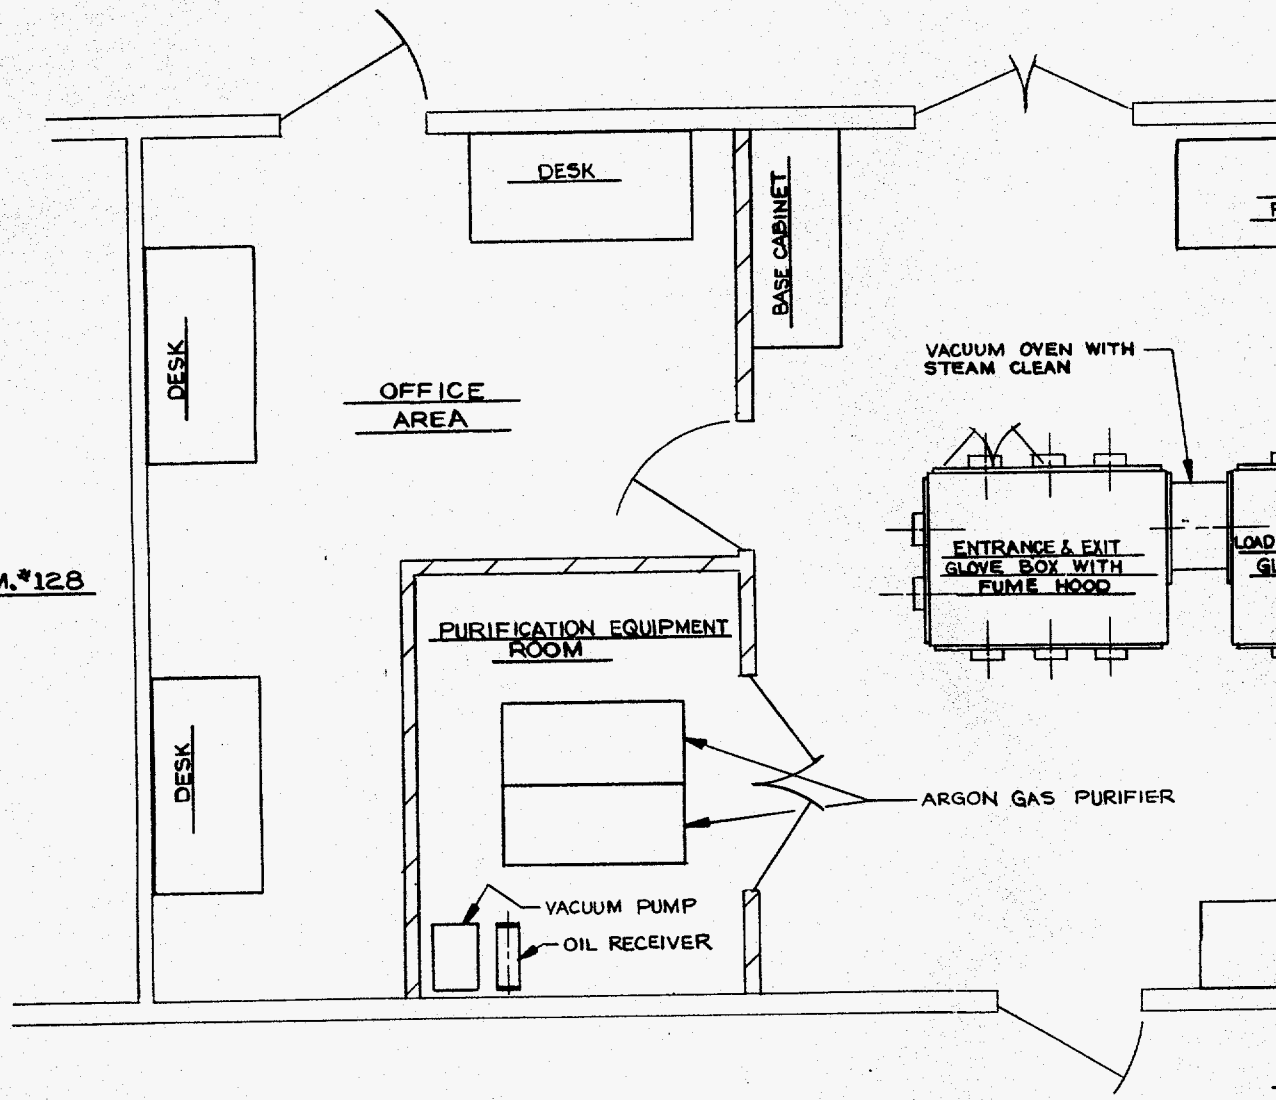 DESK
BASE CABINET
DESK
OFFICE
AREA
VACUUM OVEN WITH
STEAM CLEAN
ENTRANCE & EXIT
GLOVE BOX WITH
FUME HOOD
LOAD
#128
PURIFICATION EQUIPMENT
ROOM
DESK
ARGON GAS PURIFIER
VACUUM PUMP
OIL RECEIVER